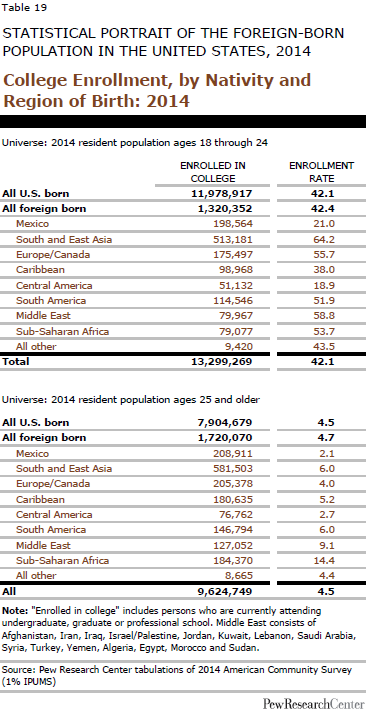 Table 19
STATISTICAL PORTRAIT OF THE FOREIGN-BORN
POPULATION IN THE UNITED STATES, 2014
College Enrollment, by Nativity and
Region of Birth: 2014
Universe: 2014 resident population ages 18 through 24
ENROLLED IN COLLEGE ENROLLMENT RATE
All U.S. born 11,978,917 42.1
All foreign born 1,320,352 42.4
Mexico 198,564 21.0
South and East Asia 513,181 64.2
Europe/Canada 175,497 55.7
Caribbean 98,968 38.0
Central America 51,132 18.9
South America 114,546 51.9
Middle East 79,967 58.8
Sub-Saharan Africa 79,077 53.7
All other 9,420 43.5
Total 13,299,269 42.1
Universe: 2014 resident population ages 25 and older
All U.S. born 7,904,679 4.5
All foreign born 1,720,070 4.7
Mexico 208,911 2.1
South and East Asia 581,503 6.0
Europe/Canada 205,378 4.0
Caribbean 180,635 5.2
Central America 76,762 2.7
South America 146,794 6.0
Middle East 127,052 9.1
Sub-Saharan Africa 184,370 14.4
All other 8,665 4.4
All 9,624,749 4.5
Note: "Enrolled in college" includes persons who are currently attending
undergraduate, graduate or professional school. Middle East consists of
Afghanistan, Iran, Iraq, Israel/Palestine, Jordan, Kuwait, Lebanon, Saudi Arabia,
Syria, Turkey, Yemen, Algeria, Egypt, Morocco and Sudan.
Source: Pew Research Center tabulations of 2014 American Community Survey
(1% IPUMS)
PewResearchCenter